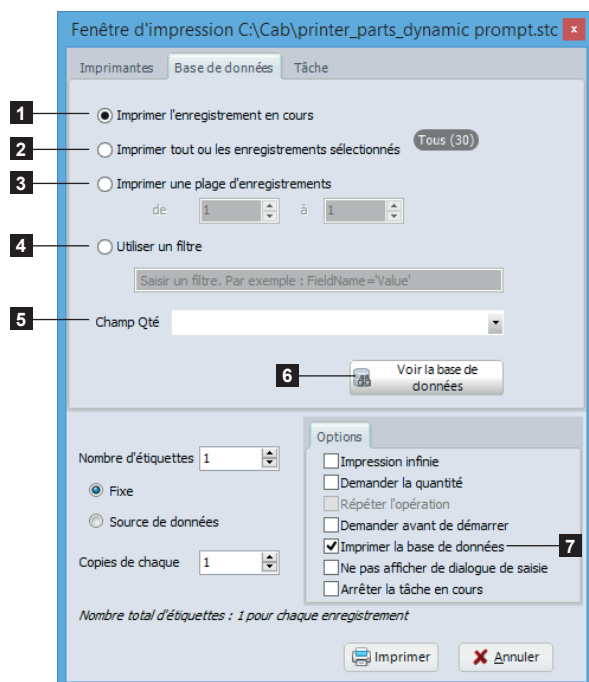 Fenêtre d'impression C:\Cab\printer_parts_dynamic prompt.stc x
Imprimantes Base de données Tâche
1 Imprimer l'enregistrement en cours
2 Imprimer tout ou les enregistrements sélectionnés Tous (30)
3 Imprimer une plage d'enregistrements
de 1 à 1
4 Utiliser un filtre
Saisir un filtre. Par exemple : FieldName='Value'
5 Champ Qté
6 Voir la base de
données
Options
Nombre d'étiquettes 1
Fixe
Source de données
Copies de chaque 1
Impression infinie
Demander la quantité
Répéter l'opération
Demander avant de démarrer
Imprimer la base de données 7
Ne pas afficher de dialogue de saisie
Arrêter la tâche en cours
Nombre total d'étiquettes : 1 pour chaque enregistrement
Imprimer Annuler